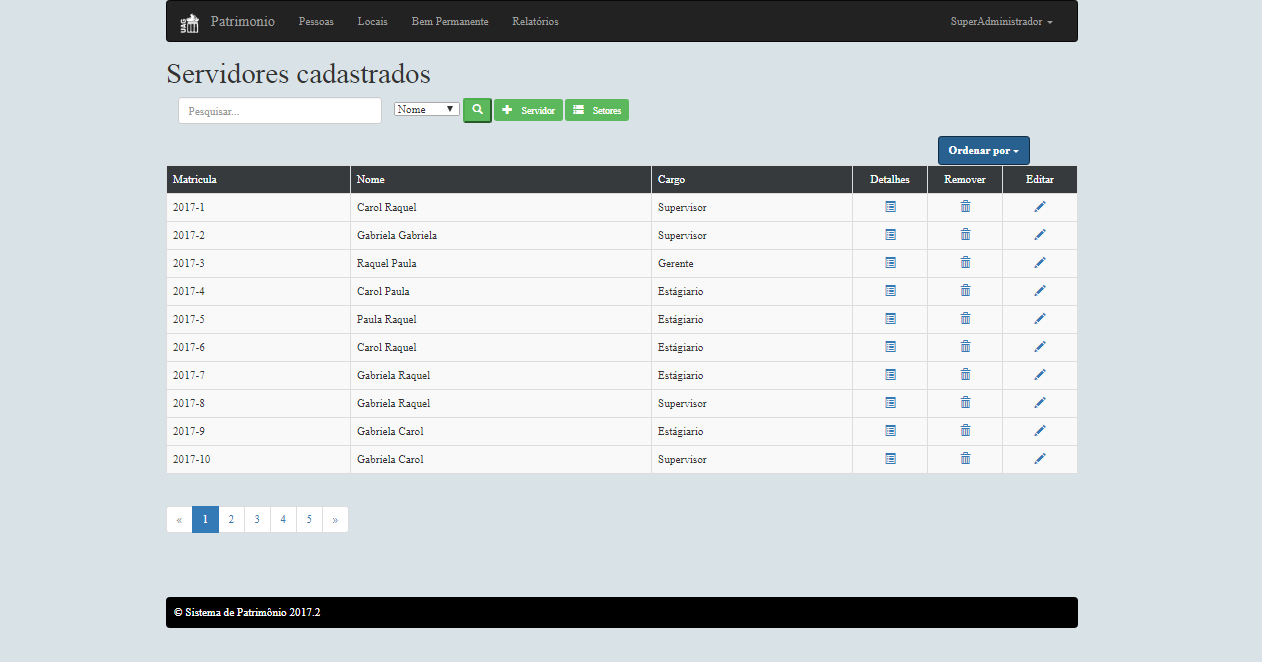 UAG Patrimonio Pessoas Locais Bem Permanente Relatórios SuperAdministrador
Servidores cadastrados
Pesquisar... Nome Servidor Setores
Ordenar por
Matrícula Nome Cargo Detalhes Remover Editar
2017-1 Carol Raquel Supervisor
2017-2 Gabriela Gabriela Supervisor
2017-3 Raquel Paula Gerente
2017-4 Carol Paula Estágiario
2017-5 Paula Raquel Estágiario
2017-6 Carol Raquel Estágiario
2017-7 Gabriela Raquel Estágiario
2017-8 Gabriela Raquel Supervisor
2017-9 Gabriela Carol Estágiario
2017-10 Gabriela Carol Supervisor
« 1 2 3 4 5 »
© Sistema de Patrimônio 2017.2